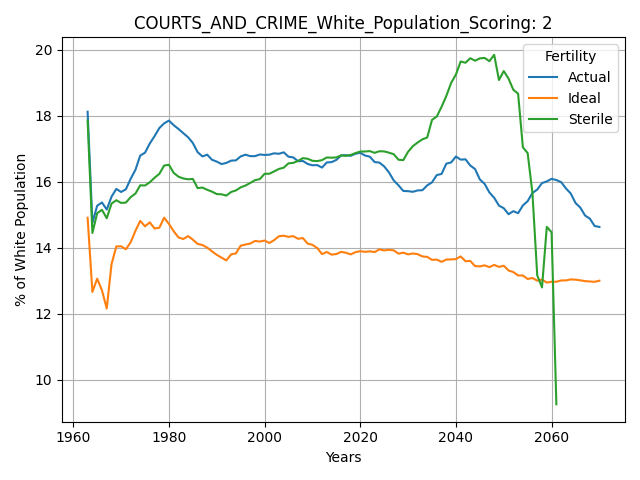 COURTS_AND_CRIME_White_Population_Scoring: 2
Fertility
Actual
Ideal
Sterile
% of White Population
20
18
16
14
12
10
1960
1980
2000
2020
2040
2060
Years